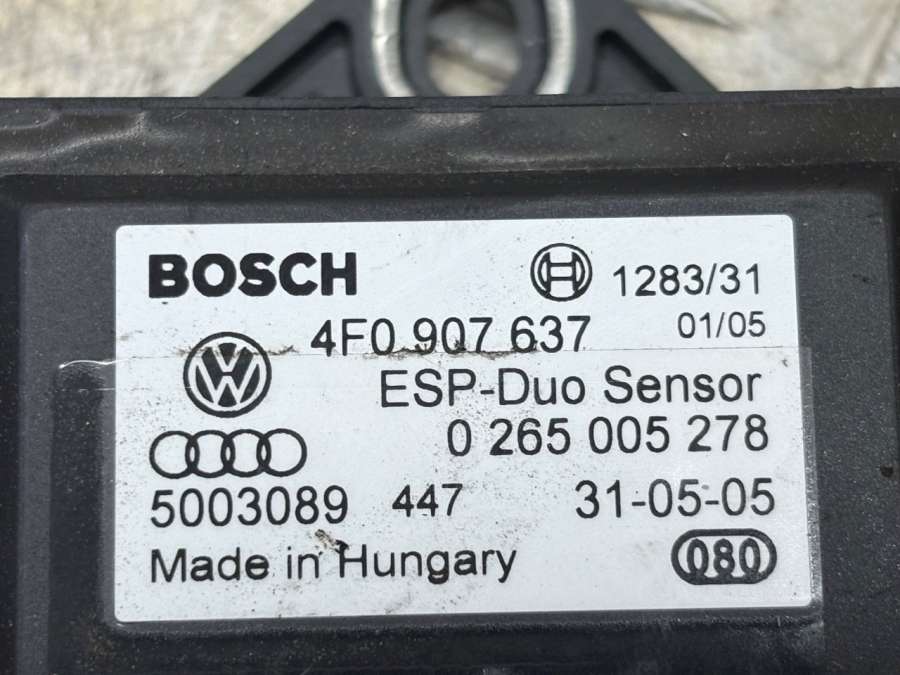 BOSCH 1283/31
4F0 907 637 01/05
ESP-Duo Sensor
0 265 005 278
5003089 447 31-05-05
Made in Hungary 080